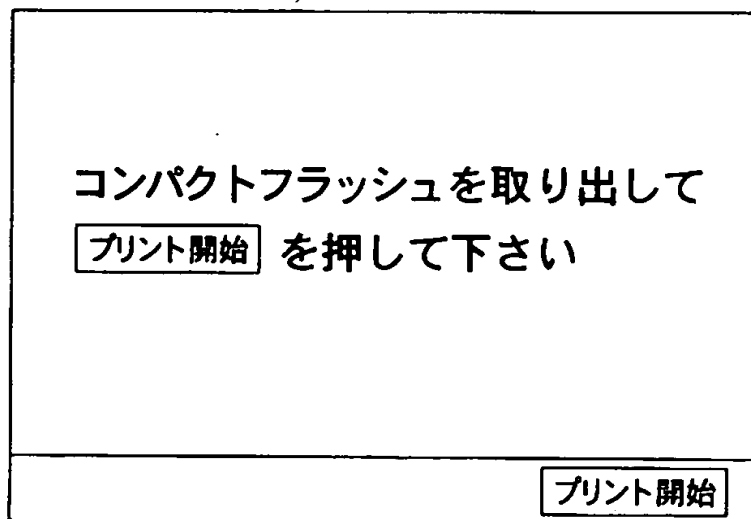 コンパクトフラッシュを取り出して
プリント開始 を押して下さい
プリント開始